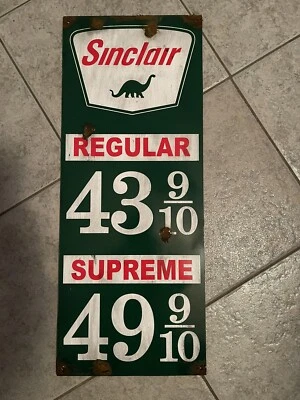 Sinclair
REGULAR
43 9/10
SUPREME
49 9/10